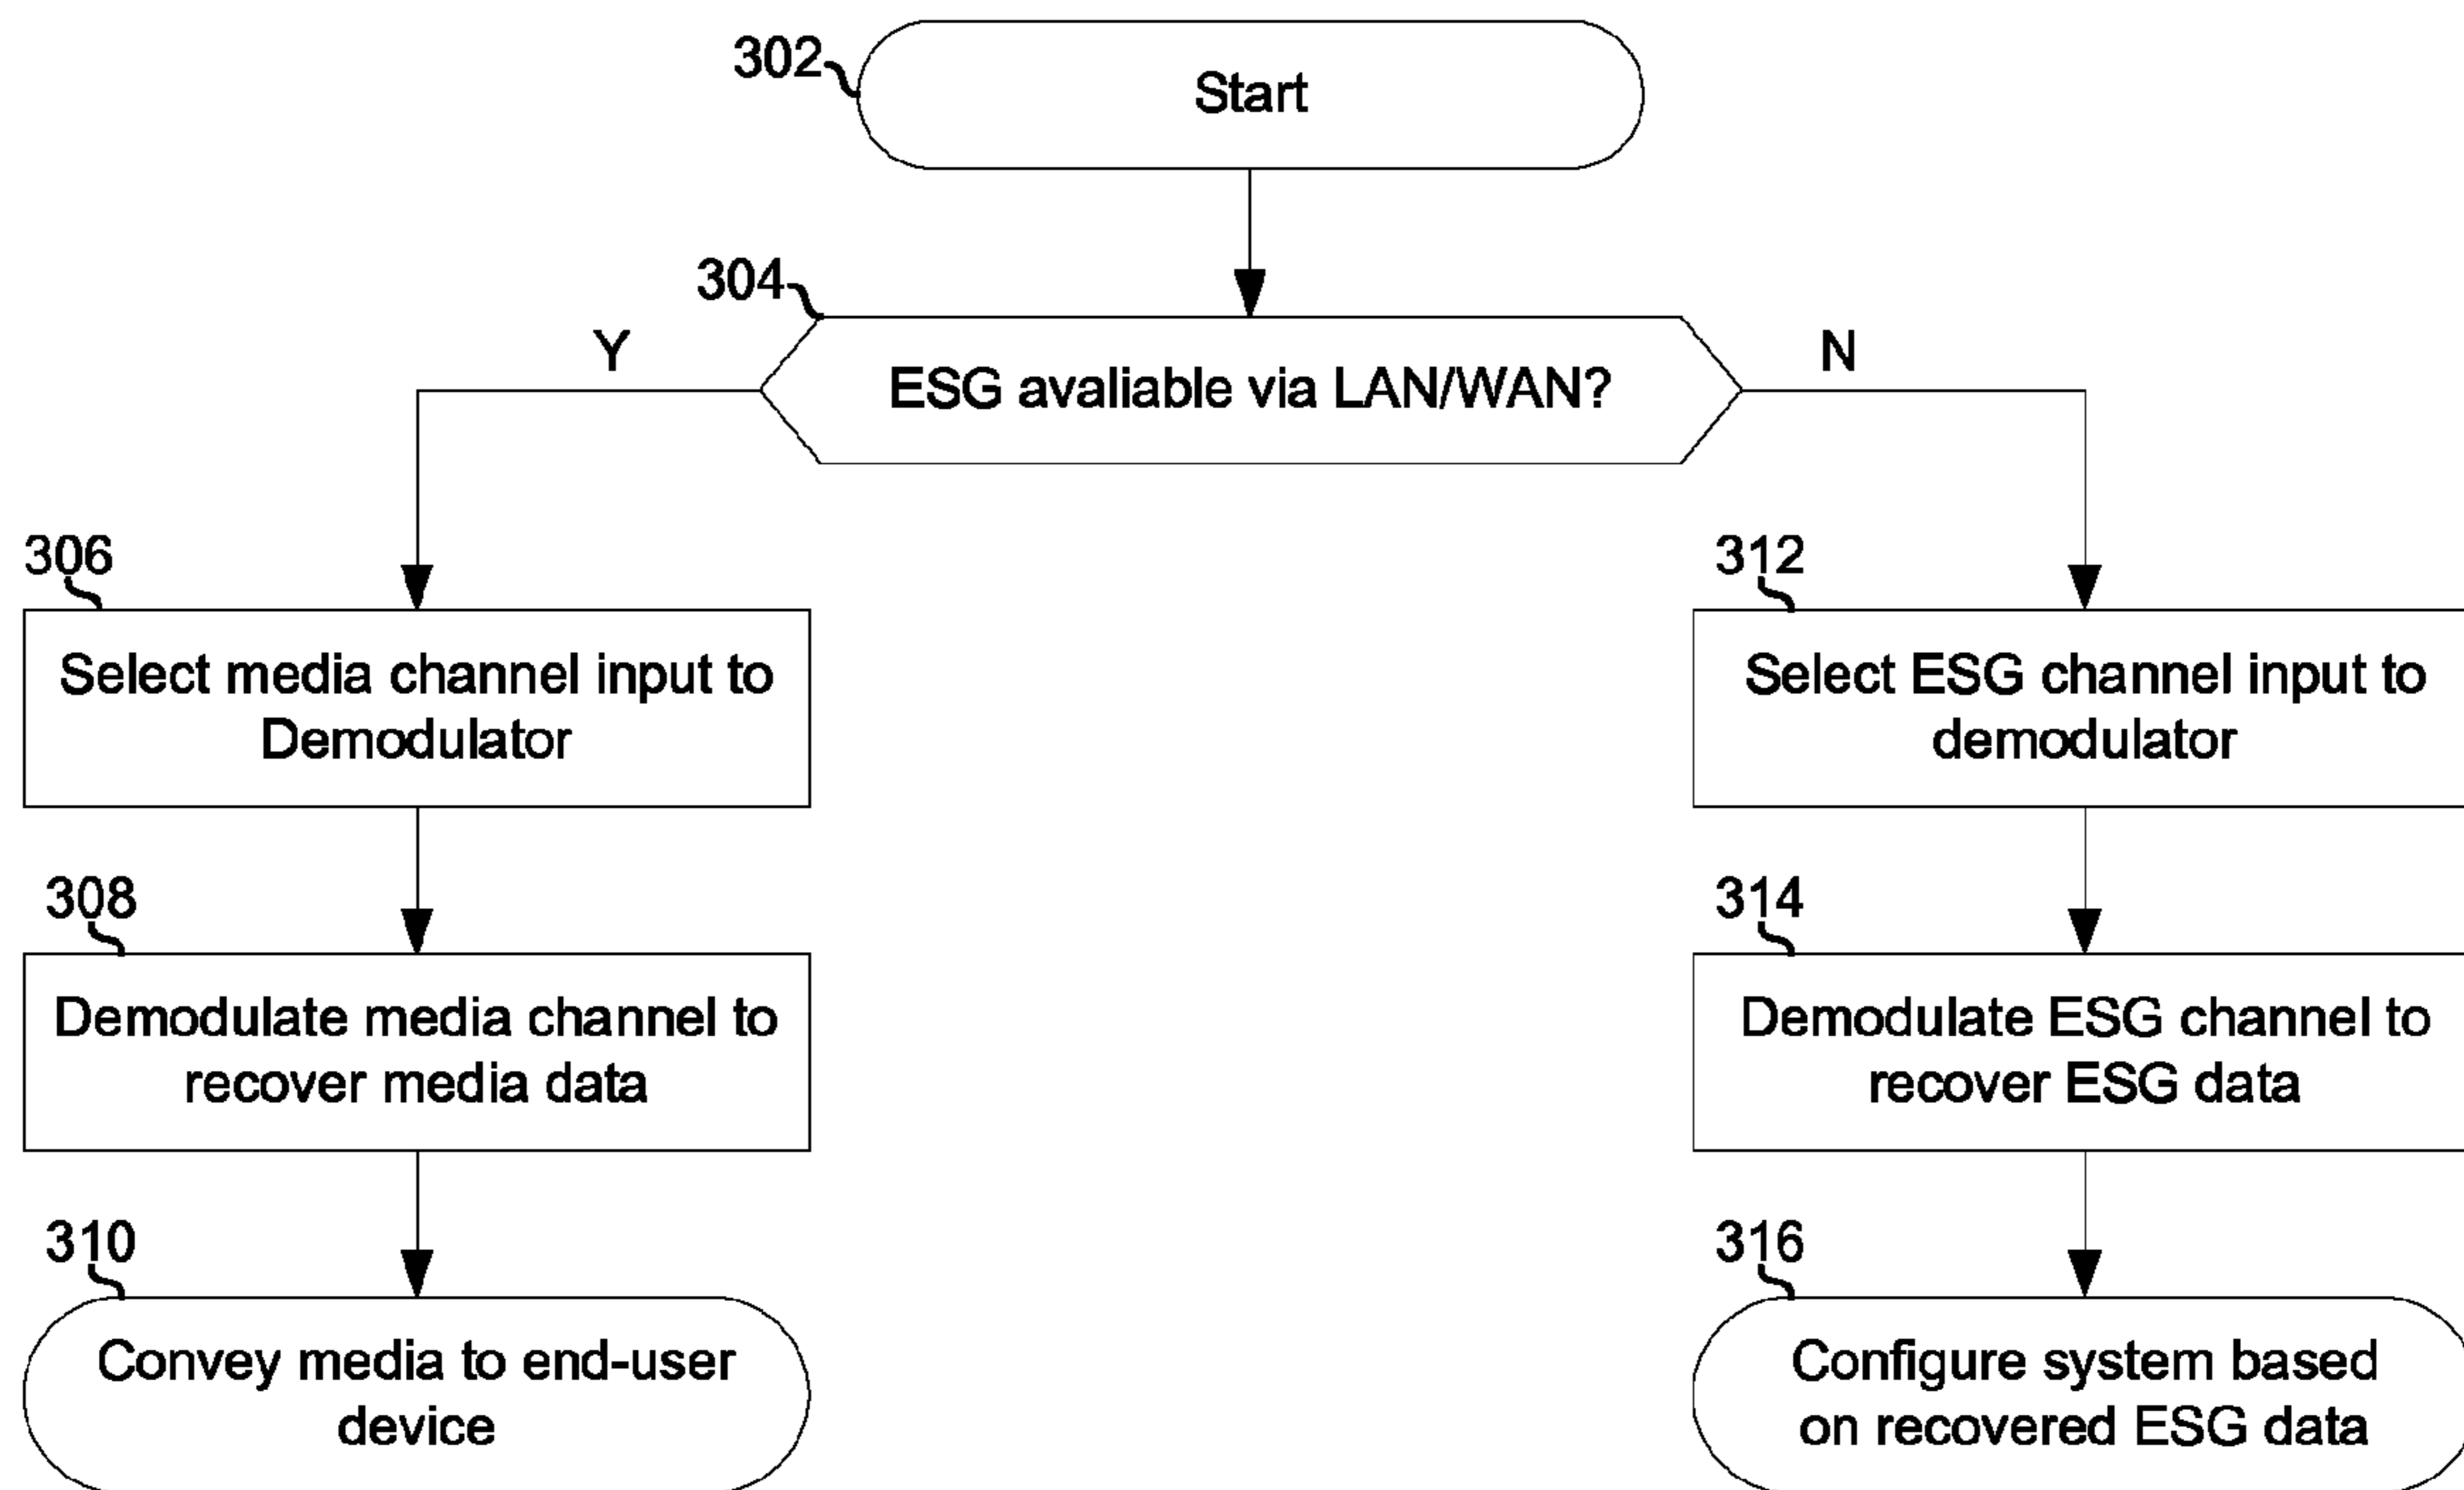 302
Start
304
Y
ESG avaliable via LAN/WAN?
N
306
Select media channel input to
Demodulator
312
Select ESG channel input to
demodulator
308
Demodulate media channel to
recover media data
314
Demodulate ESG channel to
recover ESG data
310
Convey media to end-user
device
316
Configure system based
on recovered ESG data